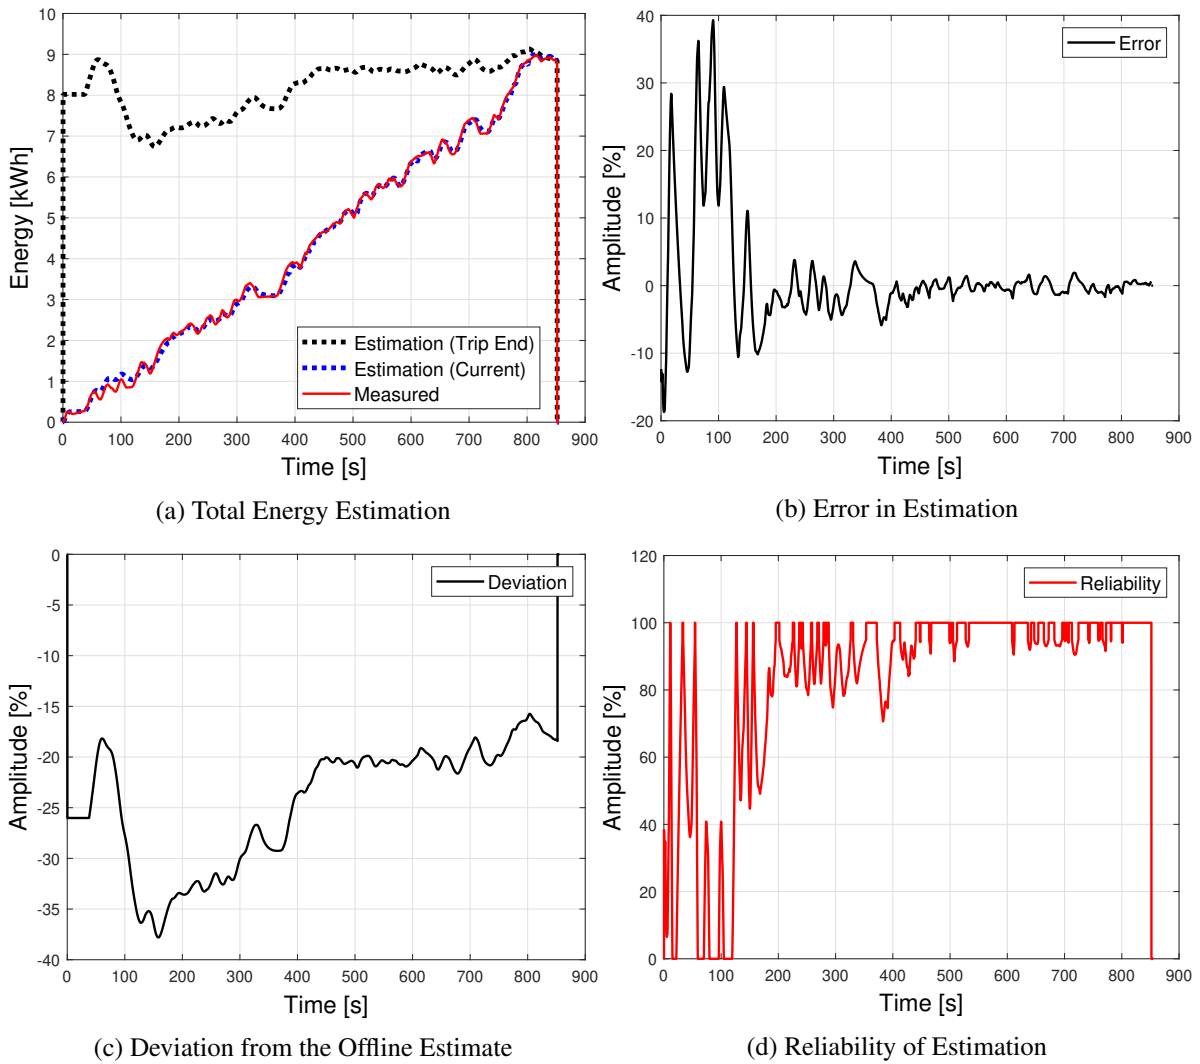 10
9
8
7
6
5
4
3
2
1
0
Energy [kWh]
Estimation (Trip End)
Estimation (Current)
Measured
0 100 200 300 400 500 600 700 800 900
Time [s]
(a) Total Energy Estimation
40
30
20
10
0
-10
-20
Amplitude [%]
Error
0 100 200 300 400 500 600 700 800 900
Time [s]
(b) Error in Estimation
0
-5
-10
-15
-20
-25
-30
-35
-40
Amplitude [%]
Deviation
0 100 200 300 400 500 600 700 800 900
Time [s]
(c) Deviation from the Offline Estimate
120
100
80
60
40
20
0
Amplitude [%]
Reliability
0 100 200 300 400 500 600 700 800 900
Time [s]
(d) Reliability of Estimation